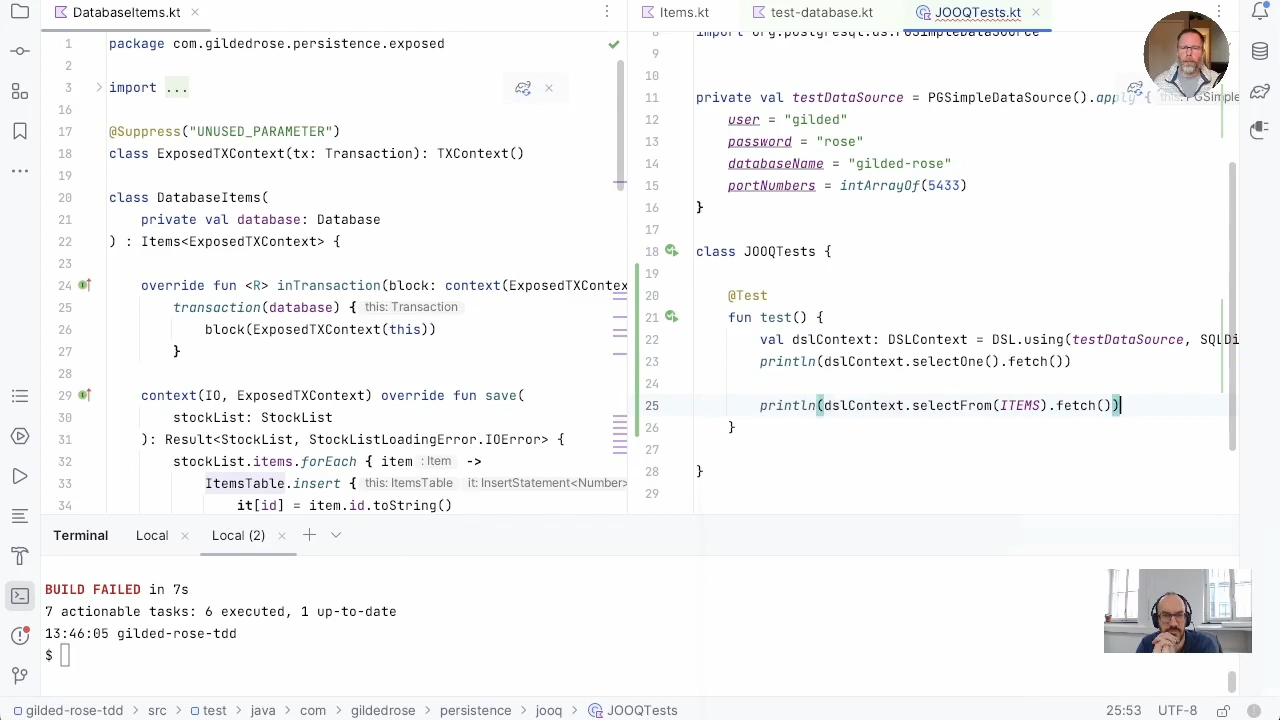 DatabaseItems.kt
Items.kt
test-database.kt
JOOQTests.kt
1 package com.gildedrose.persistence.exposed
2
3 import ...
16
17 @Suppress("UNUSED_PARAMETER")
18 class ExposedTXContext(tx: Transaction): TXContext()
19
20 class DatabaseItems(
21 private val database: Database
22 ) : Items<ExposedTXContext> {
23
24 override fun <R> inTransaction(block: context(ExposedTXContex
25 transaction(database) { this: Transaction
26 block(ExposedTXContext(this))
27 }
28
29 context(IO, ExposedTXContext) override fun save(
30 stockList: StockList
31 ): Result<StockList, StockListLoadingError.IOError> {
32 stockList.items.forEach { item : Item ->
33 ItemsTable.insert { this: ItemsTable it: InsertStatement<Number>
34 it[id] = item.id.toString()
8 import org.postgresql.ds.PGSimpleDataSource
9
10
11 private val testDataSource = PGSimpleDataSource().apply { this: PGSimple
12 user = "gilded"
13 password = "rose"
14 databaseName = "gilded-rose"
15 portNumbers = intArrayOf(5433)
16 }
17
18 class JOOQTests {
19
20 @Test
21 fun test() {
22 val dslContext: DSLContext = DSL.using(testDataSource, SQLDi
23 println(dslContext.selectOne().fetch())
24
25 println(dslContext.selectFrom(ITEMS).fetch())
26 }
27
28 }
29
Terminal Local Local (2)
BUILD FAILED in 7s
7 actionable tasks: 6 executed, 1 up-to-date
13:46:05 gilded-rose-tdd
$
gilded-rose-tdd > src > test > java > com > gildedrose > persistence > jooq > JOOQTests
25:53 UTF-8